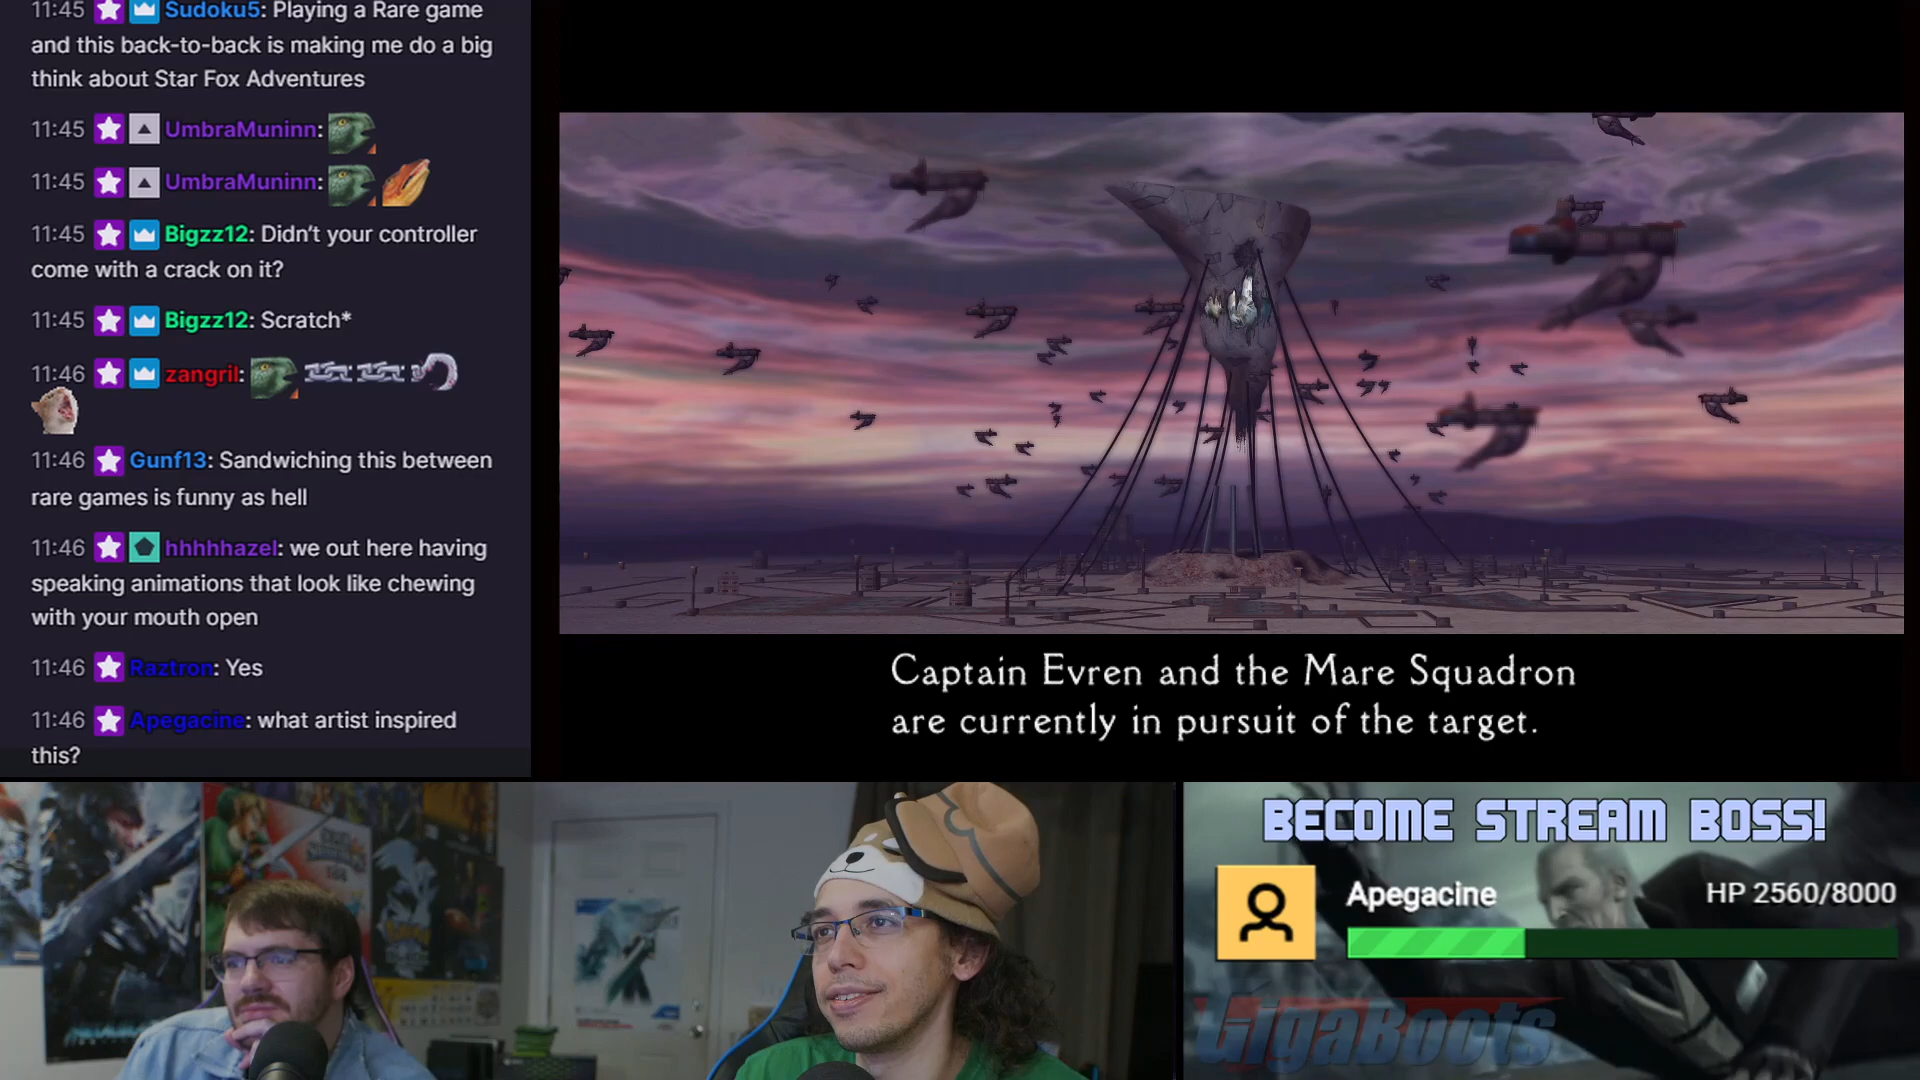 11:45 Sudoku5: Playing a Rare game
and this back-to-back is making me do a big
think about Star Fox Adventures
11:45 UmbraMuninn:
11:45 UmbraMuninn:
11:45 Bigzz12: Didn't your controller
come with a crack on it?
11:45 Bigzz12: Scratch*
11:46 zangril:
11:46 Gunf13: Sandwiching this between
rare games is funny as hell
11:46 hhhhhazel: we out here having
speaking animations that look like chewing
with your mouth open
11:46 Raztron: Yes
11:46 Apegacine: what artist inspired
this?
Captain Evren and the Mare Squadron
are currently in pursuit of the target.
BECOME STREAM BOSS!
Apegacine HP 2560/8000
GigaBoots